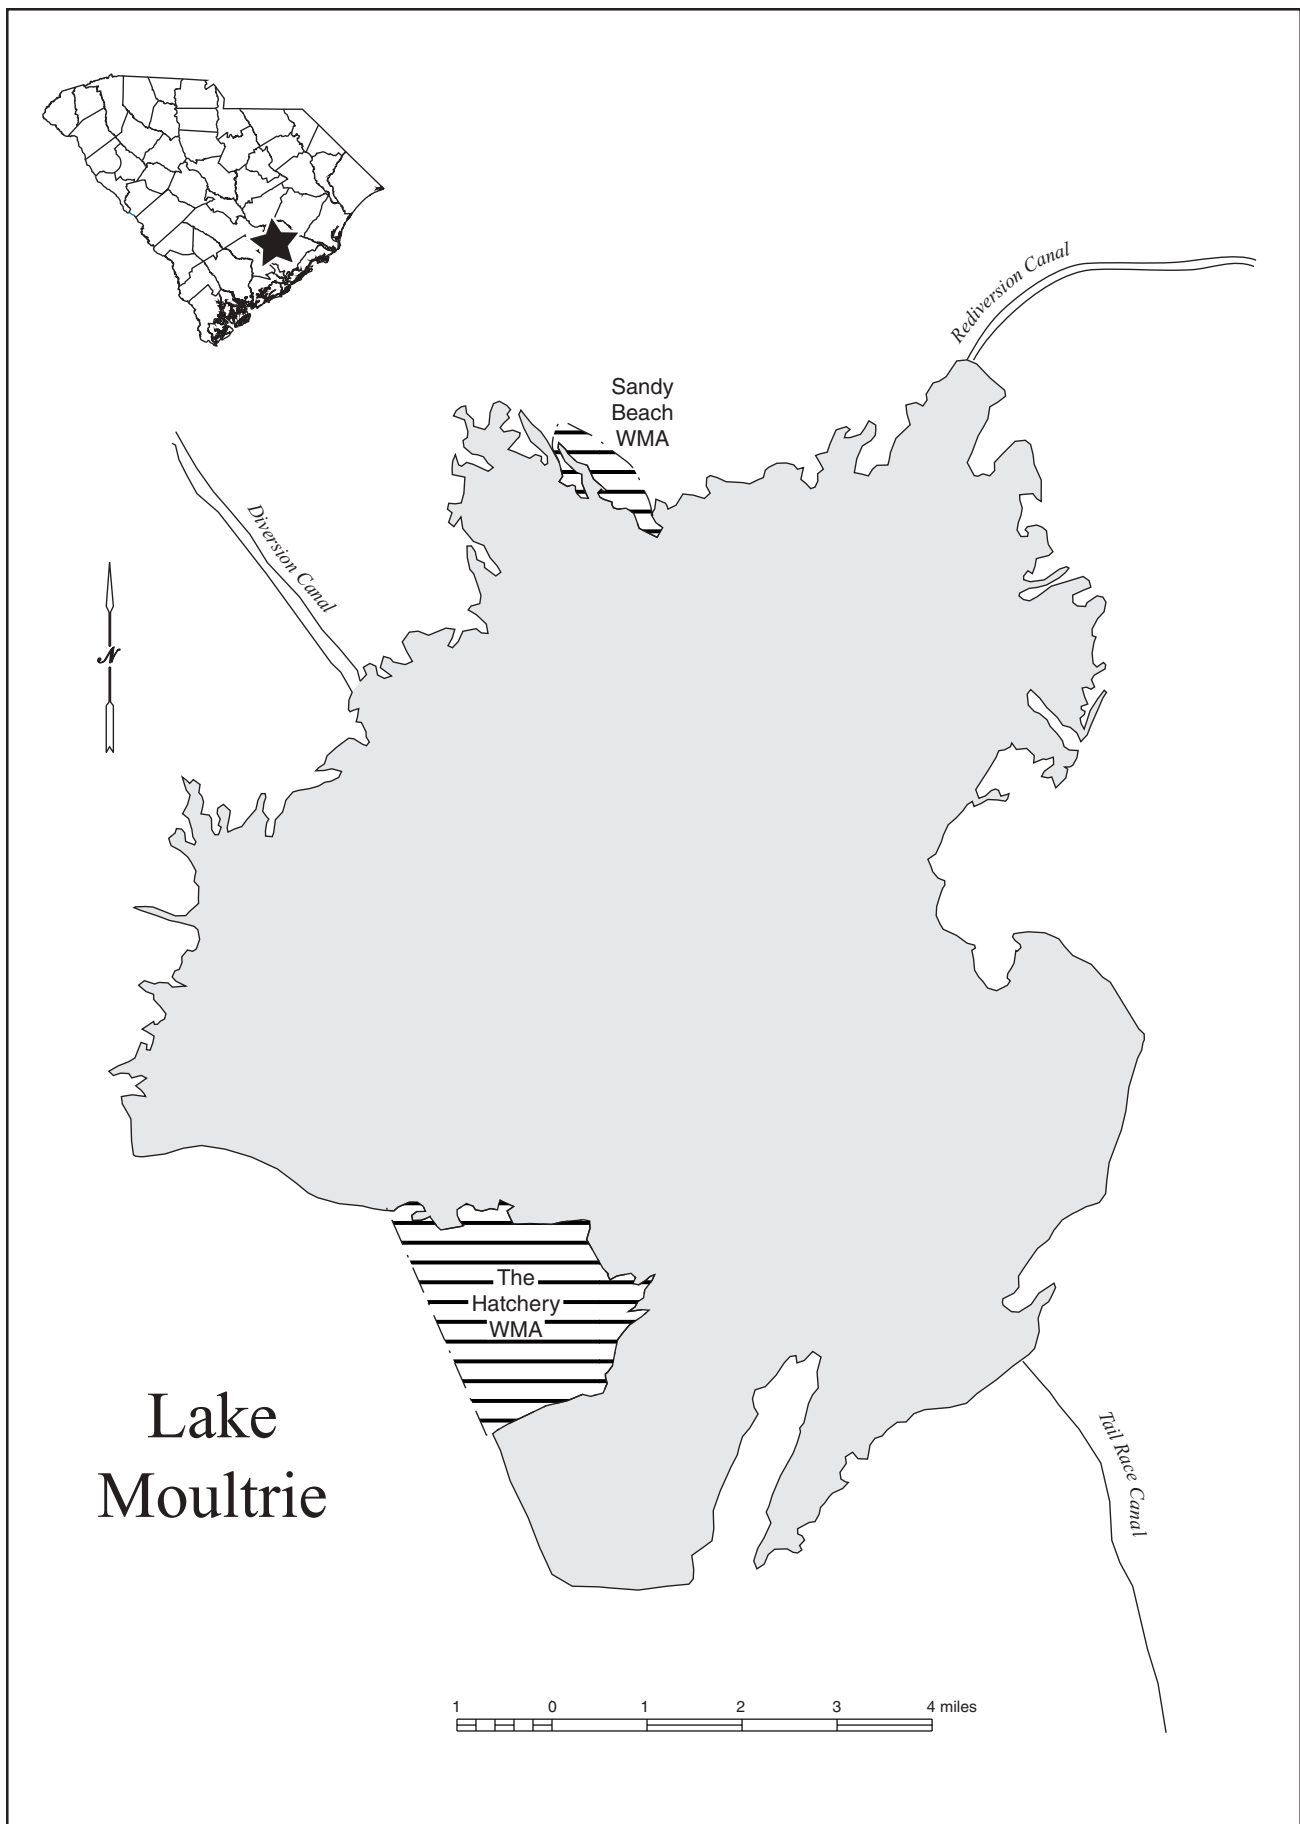 Rediversion Canal
Sandy
Beach
WMA
Diversion Canal
N
The
Hatchery
WMA
Lake
Moultrie
Tail Race Canal
1 0 1 2 3 4 miles